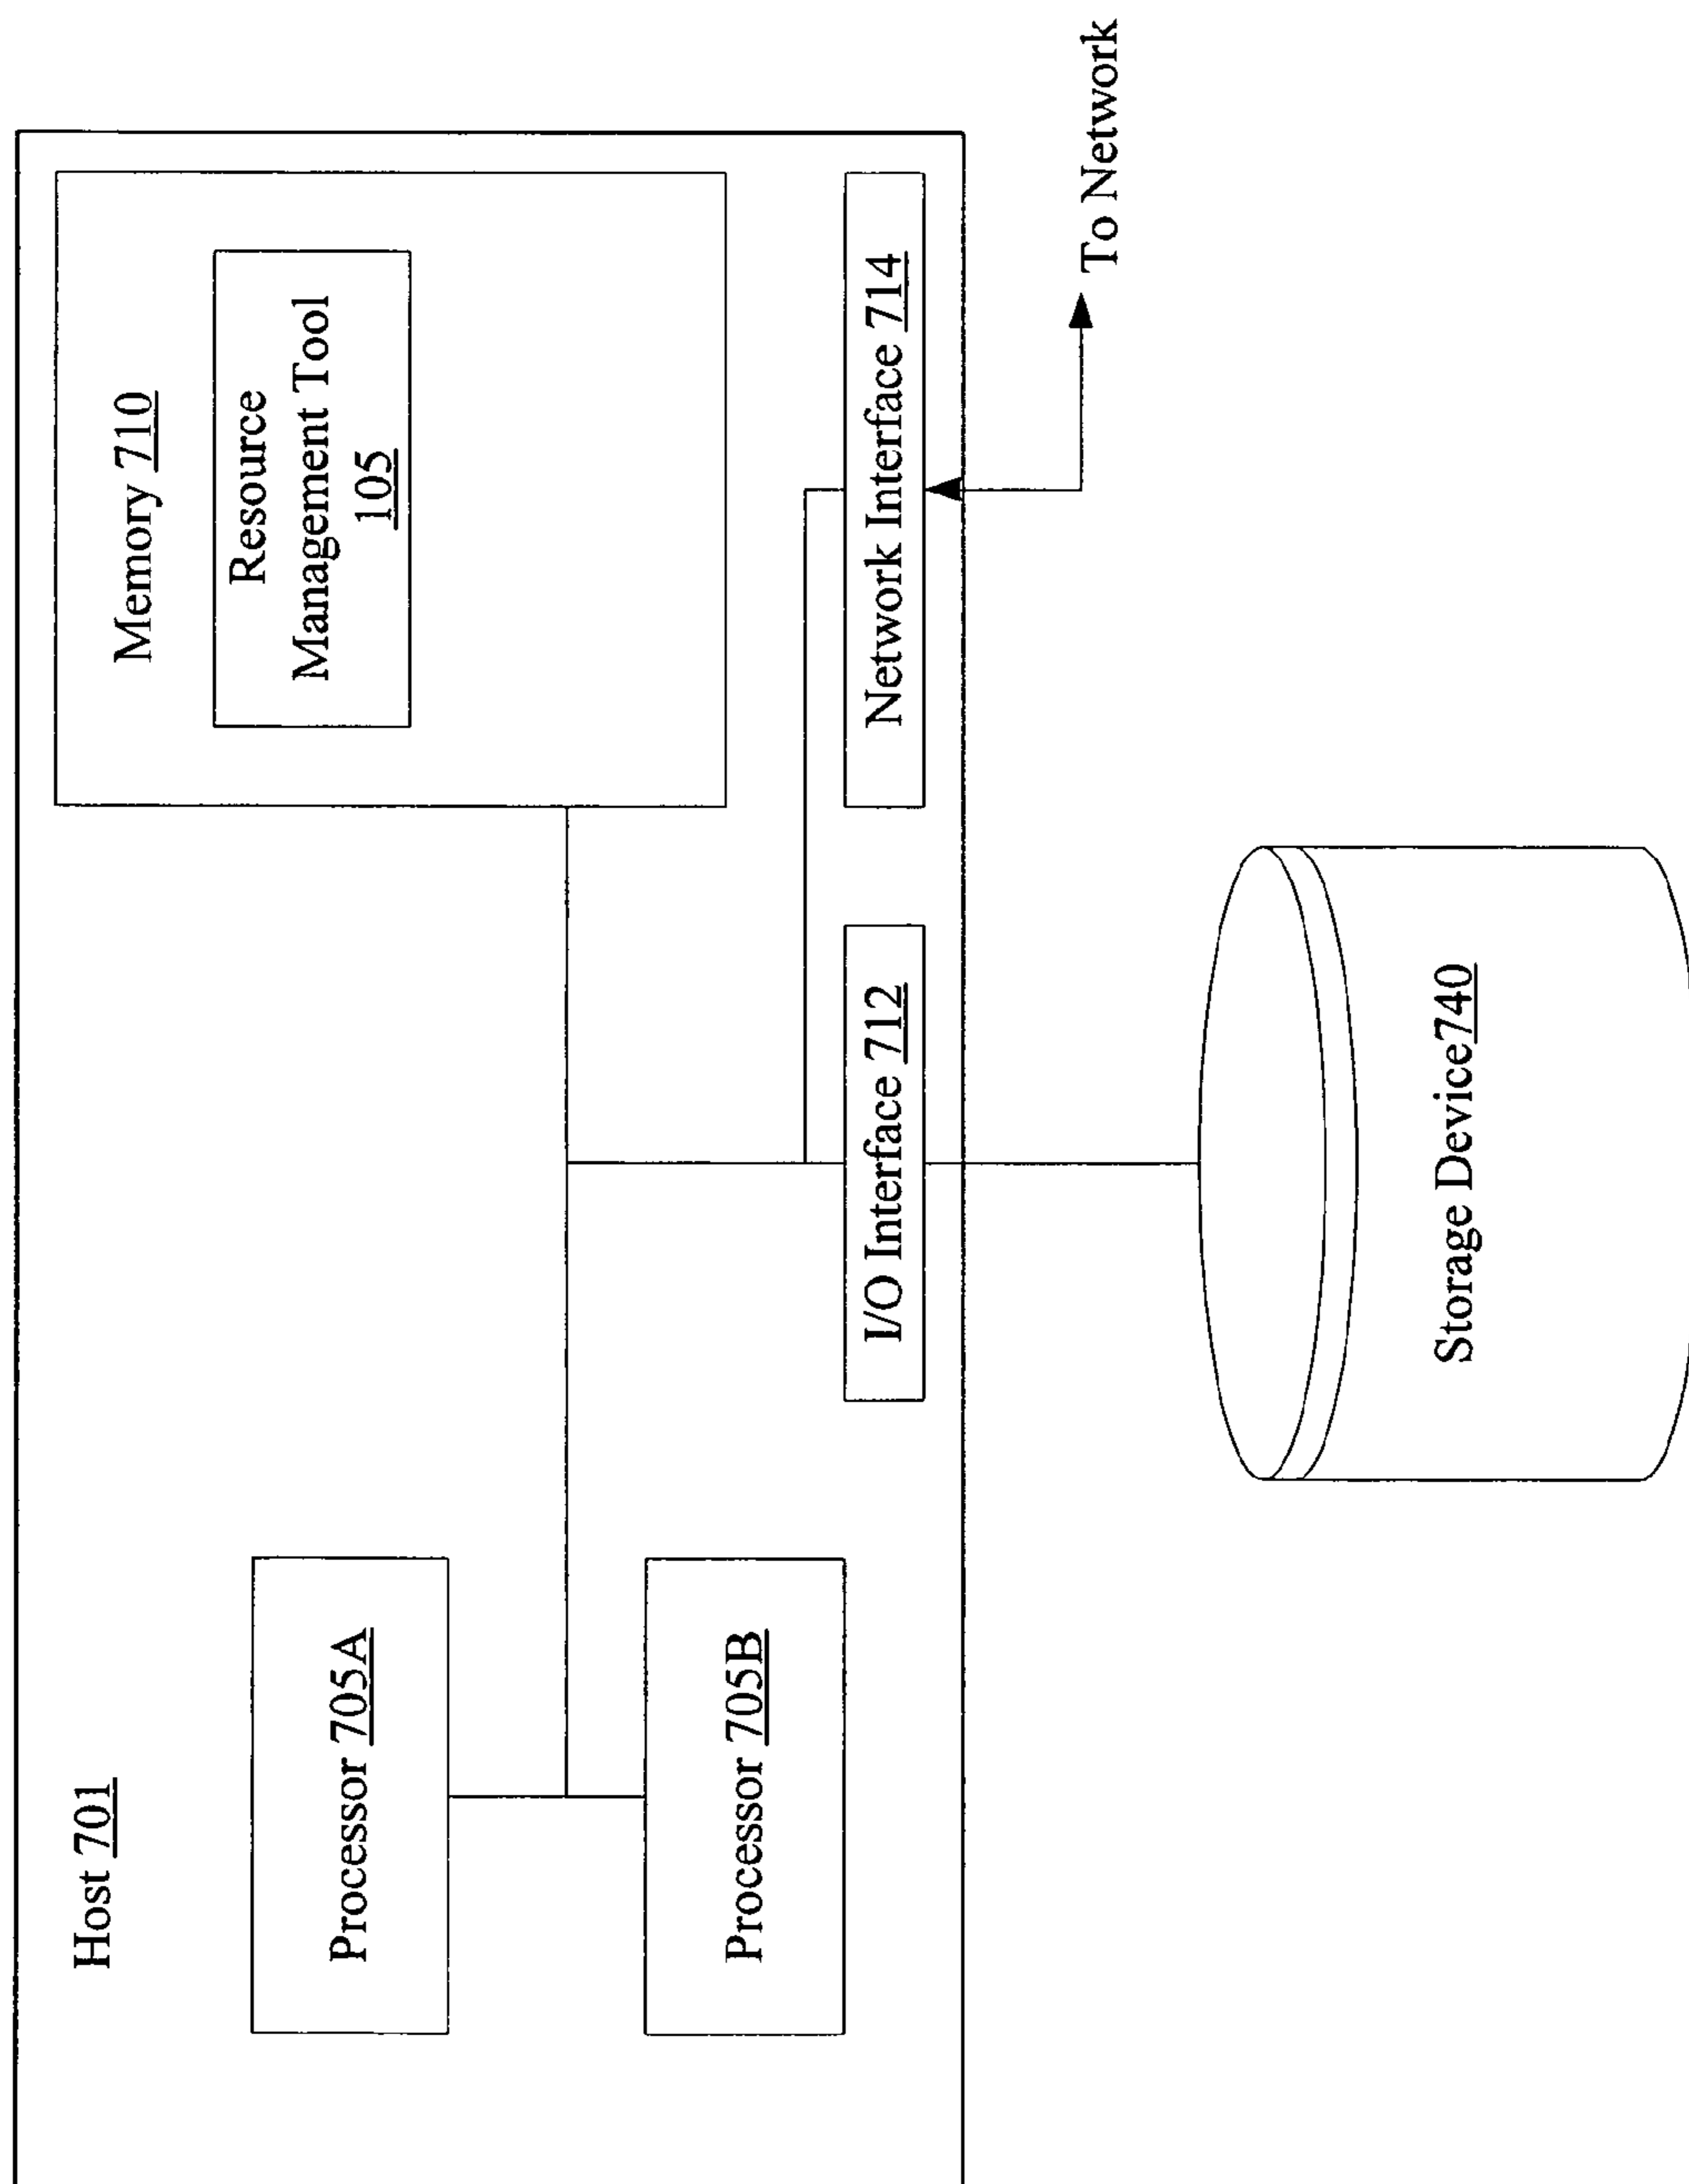 Host 701
Processor 705A
Processor 705B
Memory 710
Resource
Management Tool
105
I/O Interface 712
Network Interface 714
To Network
Storage Device740